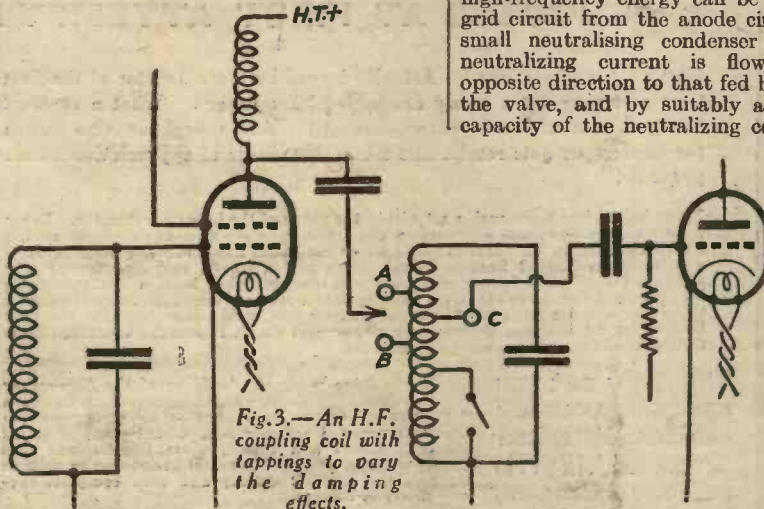 H.T.+
high-frequency energy can be
grid circuit from the anode cir
small neutralising condenser
neutralizing current is flow
opposite direction to that fed b
the valve, and by suitably a
capacity of the neutralizing co
A
B
C
Fig. 3.—An H.F.
coupling coil with
tappings to vary
the damping
effects.